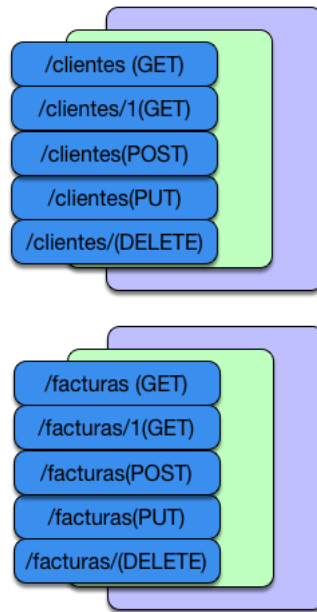 /clientes (GET)
/clientes/1(GET)
/clientes(POST)
/clientes(PUT)
/clientes/(DELETE)
/facturas (GET)
/facturas/1(GET)
/facturas(POST)
/facturas(PUT)
/facturas/(DELETE)